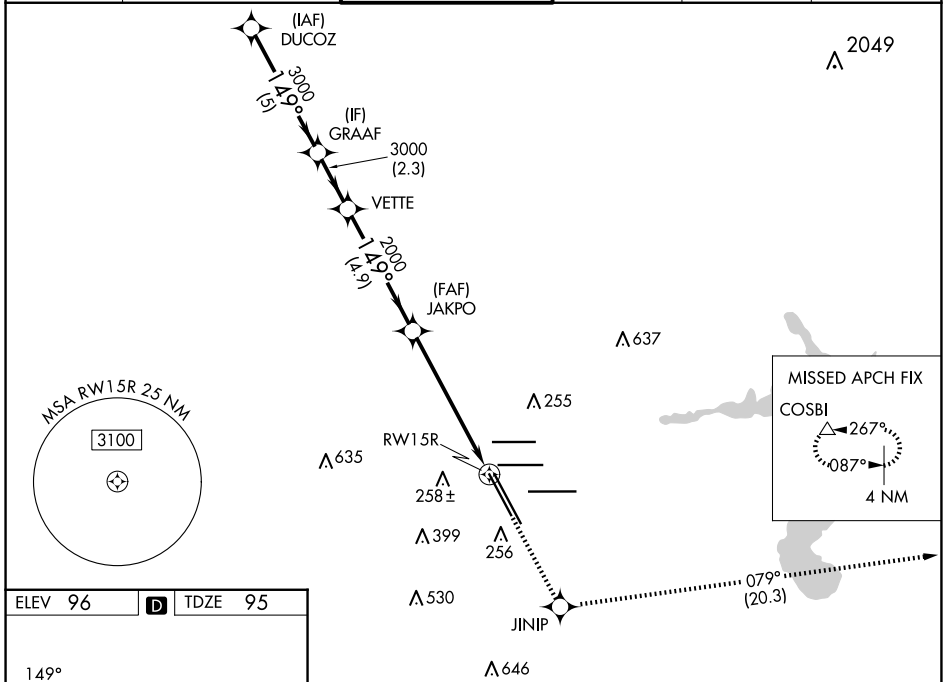 (IAF)
DUCOZ
2049
3000
149°
(5)
(IF)
GRAAF
3000
(2.3)
VETTE
2000
149°
(4.9)
(FAF)
JAKPO
637
MISSED APCH FIX
COSBI
267°
087°
4 NM
MSA RW15R 25 NM
3100
255
RW15R
635
258±
399
256
530
079°
(20.3)
JINIP
646
ELEV 96
D
TDZE 95
149°